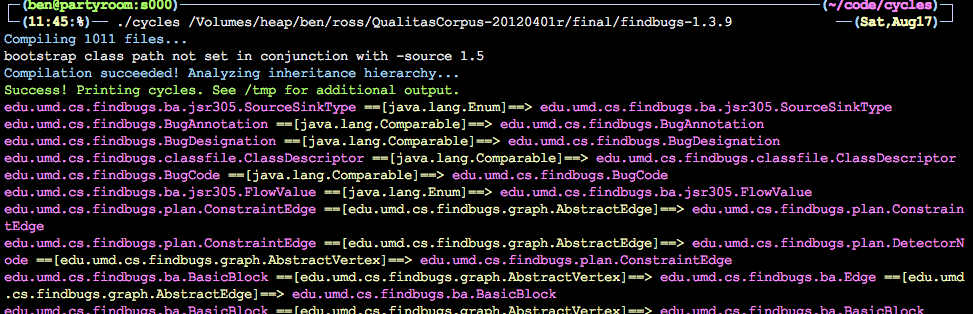 (ben@partyroom:s000) (~/code/cycles)
(11:45:%)— ./cycles /Volumes/heap/ben/ross/QualitasCorpus-20120401r/final/findbugs-1.3.9 —(Sat,Aug17)
Compiling 1011 files...
bootstrap class path not set in conjunction with -source 1.5
Compilation succeeded! Analyzing inheritance hierarchy...
Success! Printing cycles. See /tmp for additional output.
edu.umd.cs.findbugs.ba.jsr305.SourceSinkType ==[java.lang.Enum]==> edu.umd.cs.findbugs.ba.jsr305.SourceSinkType
edu.umd.cs.findbugs.BugAnnotation ==[java.lang.Comparable]==> edu.umd.cs.findbugs.BugAnnotation
edu.umd.cs.findbugs.BugDesignation ==[java.lang.Comparable]==> edu.umd.cs.findbugs.BugDesignation
edu.umd.cs.findbugs.classfile.ClassDescriptor ==[java.lang.Comparable]==> edu.umd.cs.findbugs.classfile.ClassDescriptor
edu.umd.cs.findbugs.BugCode ==[java.lang.Comparable]==> edu.umd.cs.findbugs.BugCode
edu.umd.cs.findbugs.ba.jsr305.FlowValue ==[java.lang.Enum]==> edu.umd.cs.findbugs.ba.jsr305.FlowValue
edu.umd.cs.findbugs.plan.ConstraintEdge ==[edu.umd.cs.findbugs.graph.AbstractEdge]==> edu.umd.cs.findbugs.plan.Constrain
tEdge
edu.umd.cs.findbugs.plan.ConstraintEdge ==[edu.umd.cs.findbugs.graph.AbstractEdge]==> edu.umd.cs.findbugs.plan.DetectorN
ode ==[edu.umd.cs.findbugs.graph.AbstractVertex]==> edu.umd.cs.findbugs.plan.ConstraintEdge
edu.umd.cs.findbugs.ba.BasicBlock ==[edu.umd.cs.findbugs.graph.AbstractVertex]==> edu.umd.cs.findbugs.ba.Edge ==[edu.umd
.cs.findbugs.graph.AbstractEdge]==> edu.umd.cs.findbugs.ba.BasicBlock
edu.umd.cs.findbugs.ba.BasicBlock ==[edu.umd.cs.findbugs.graph.AbstractVertex]==> edu.umd.cs.findbugs.ba.BasicBlock